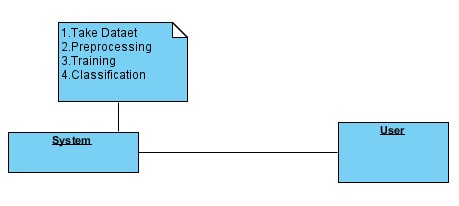 1.Take Dataet
2.Preprocessing
3.Training
4.Classification
System
User